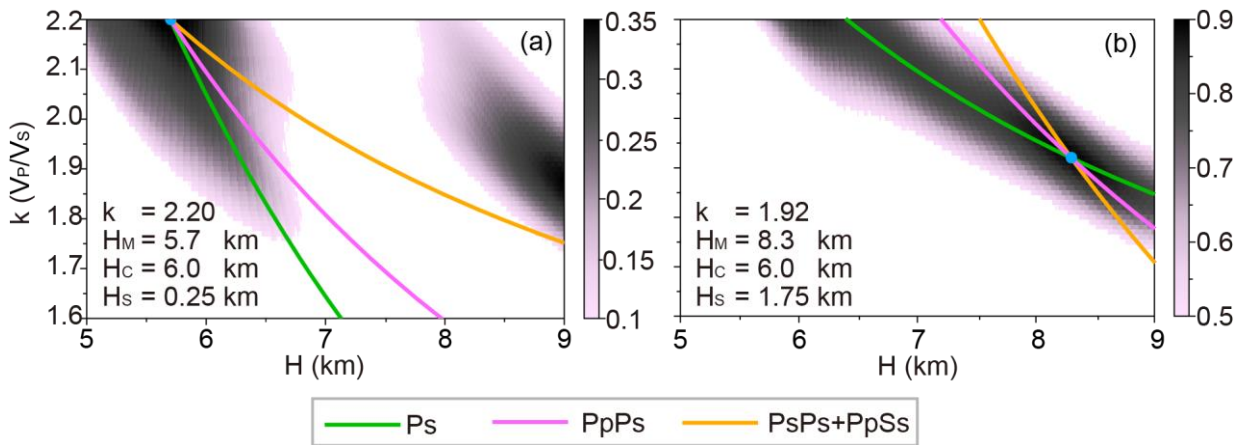 2.2
2.1
2.0
1.9
1.8
1.7
1.6
k (VP/VS)
(a)
k = 2.20
HM = 5.7 km
HC = 6.0 km
HS = 0.25 km
5 6 7 8 9
H (km)
0.35
0.3
0.25
0.2
0.15
0.1
(b)
k = 1.92
HM = 8.3 km
HC = 6.0 km
HS = 1.75 km
5 6 7 8 9
H (km)
0.9
0.8
0.7
0.6
0.5
Ps PpPs PsPs+PpSs